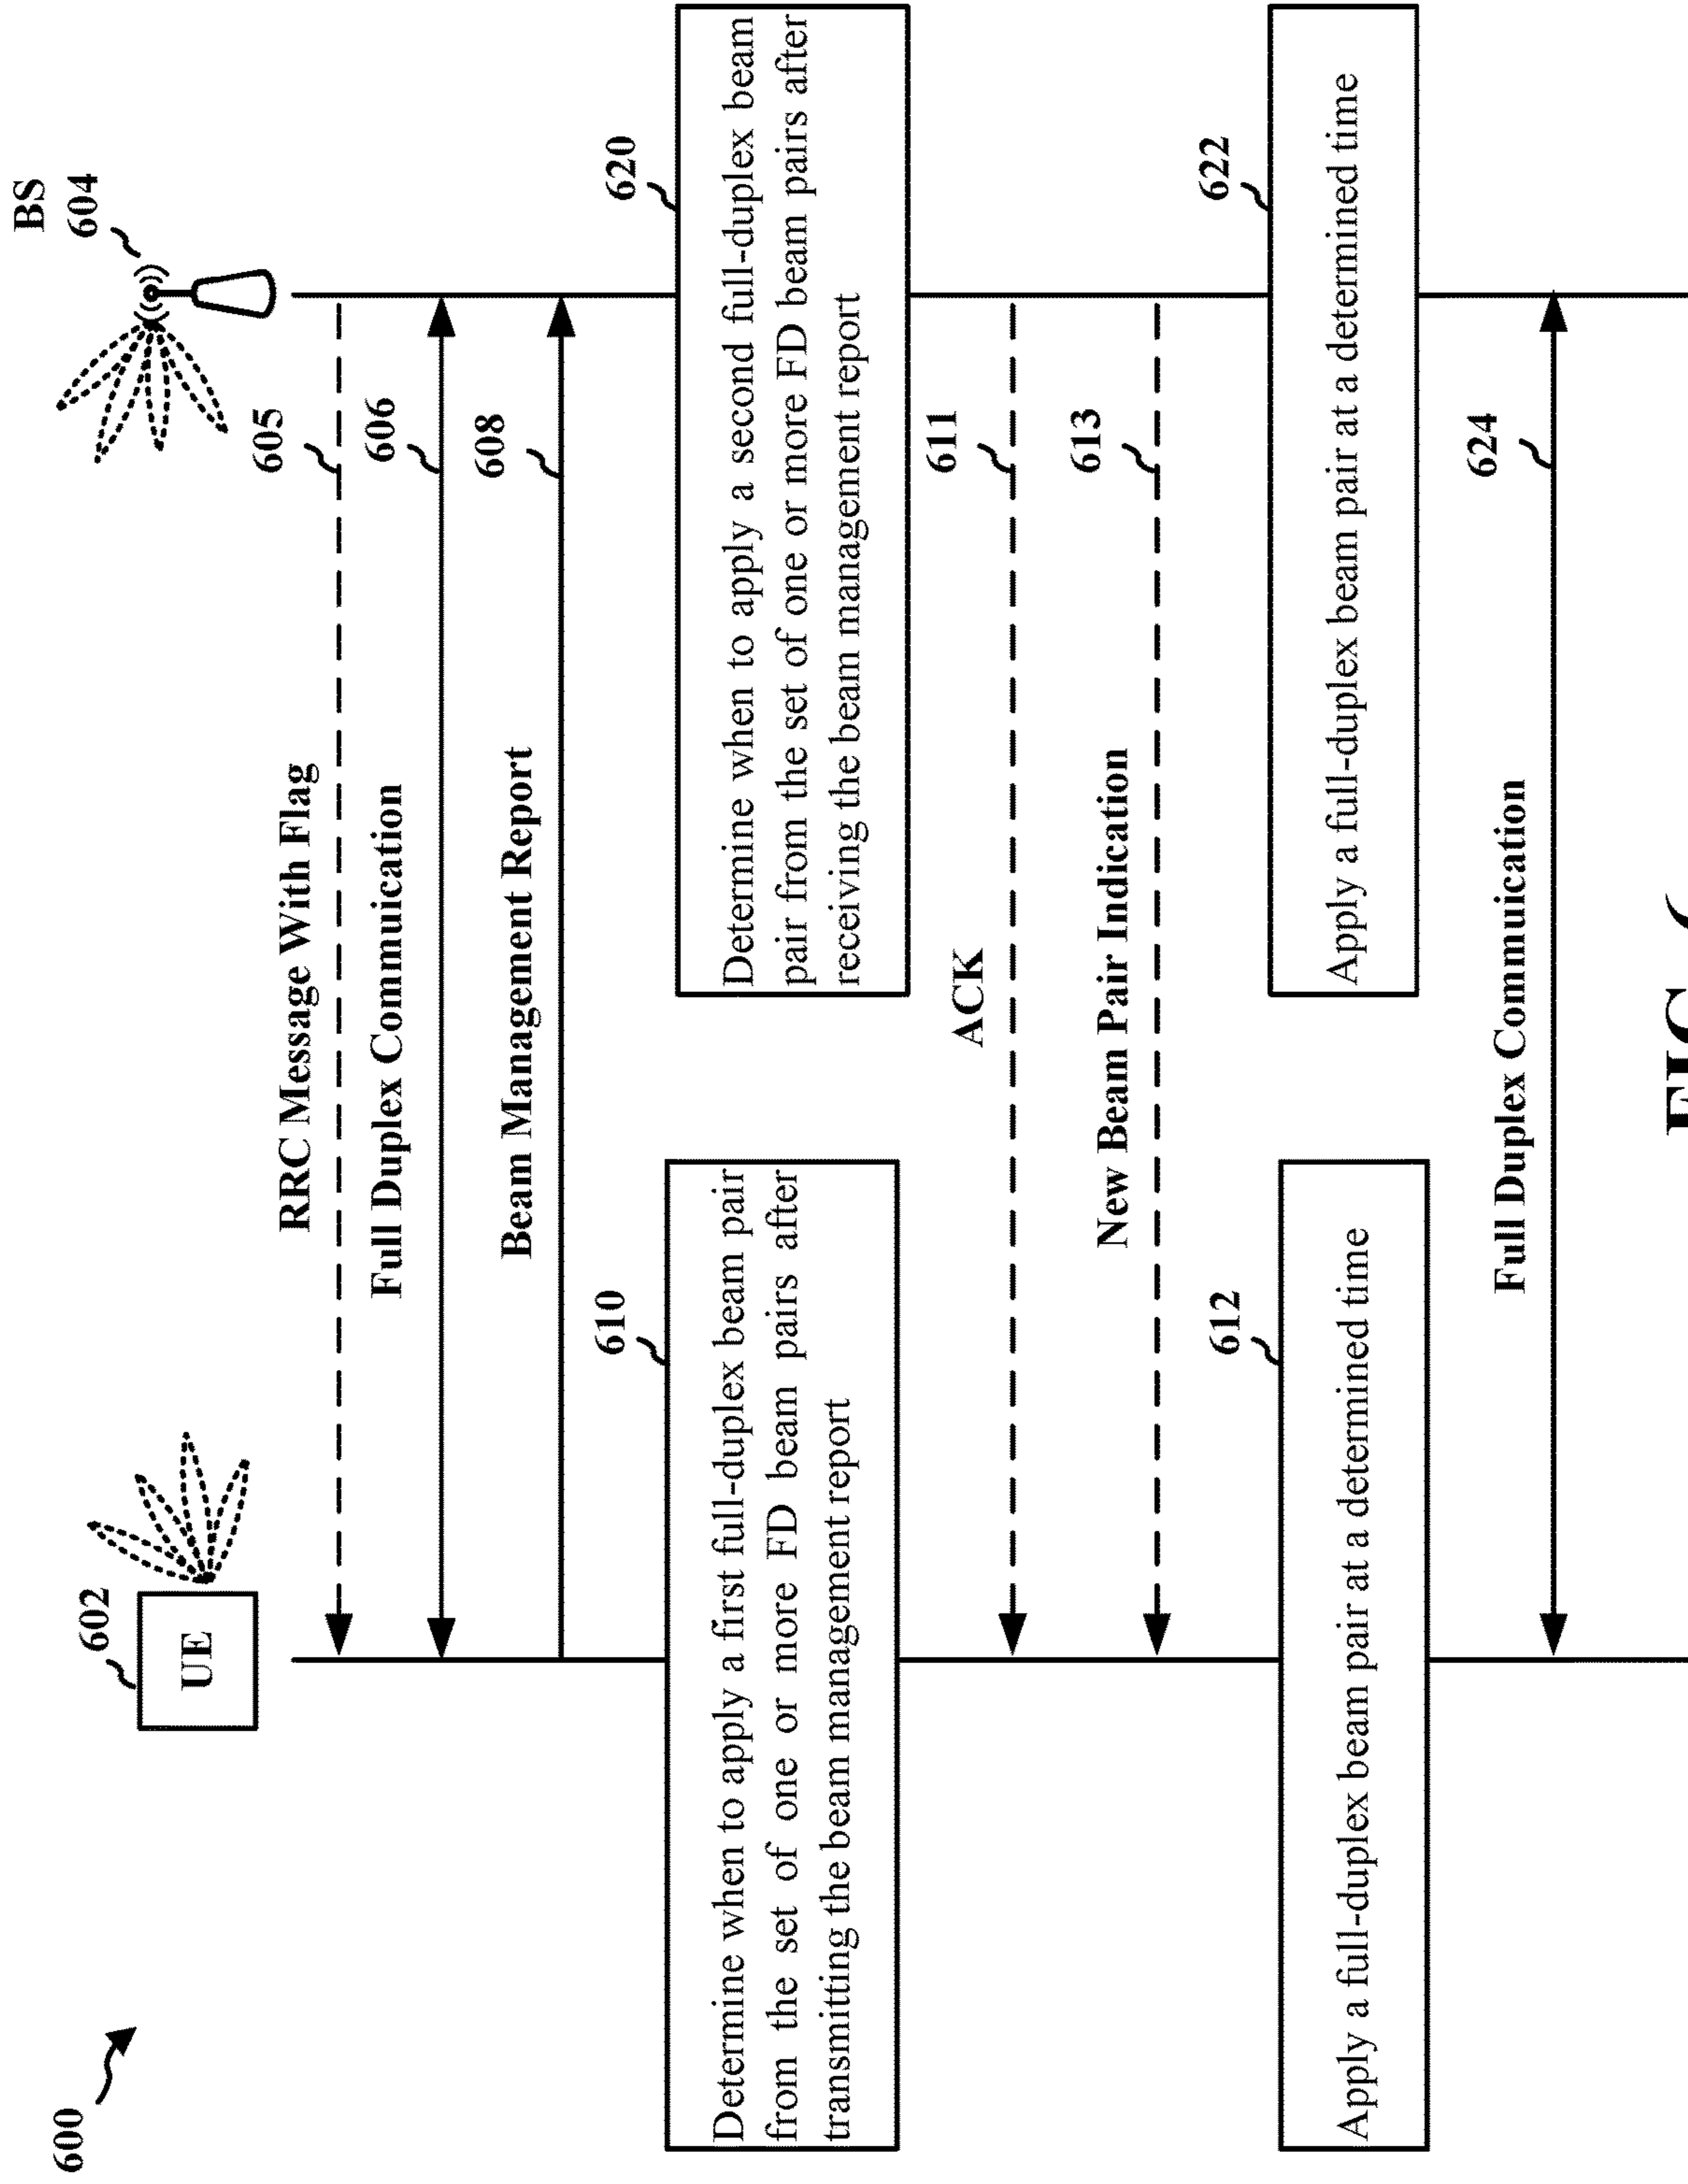 600
602
UE
BS
604
605
RRC Message With Flag
606
Full Duplex Commuication
608
Beam Management Report
610
Determine when to apply a first full-duplex beam pair
from the set of one or more FD beam pairs after
transmitting the beam management report
620
Determine when to apply a second full-duplex beam
pair from the set of one or more FD beam pairs after
receiving the beam management report
611
ACK
613
New Beam Pair Indication
612
Apply a full-duplex beam pair at a determined time
622
Apply a full-duplex beam pair at a determined time
624
Full Duplex Commuication